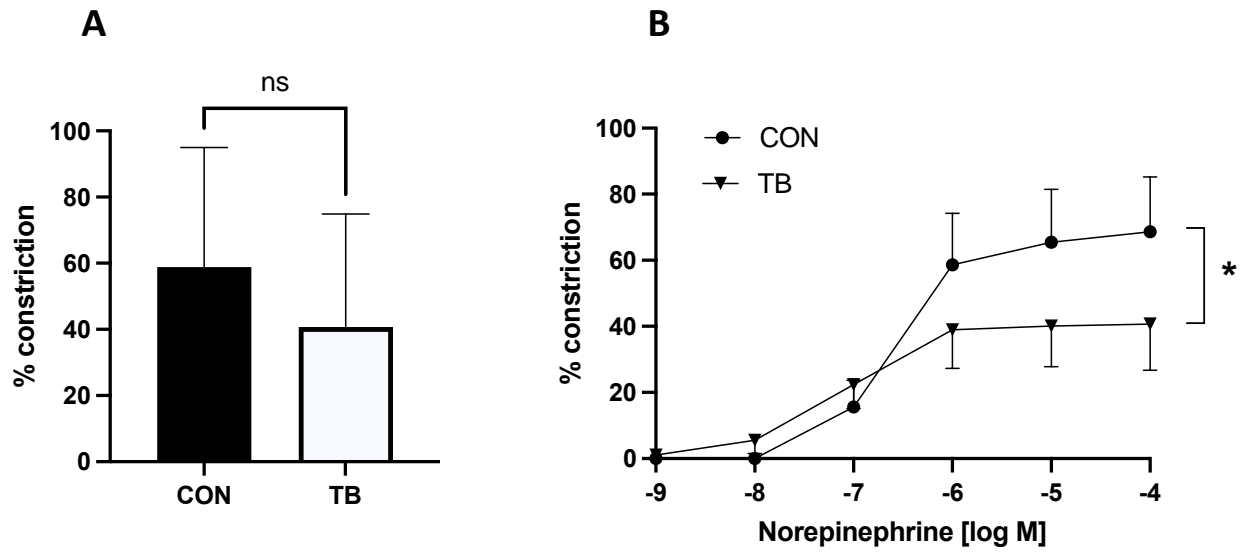 A
ns
% constriction
100
80
60
40
20
0
CON
TB
B
CON
TB
% constriction
100
80
60
40
20
0
*
-9
-8
-7
-6
-5
-4
Norepinephrine [log M]